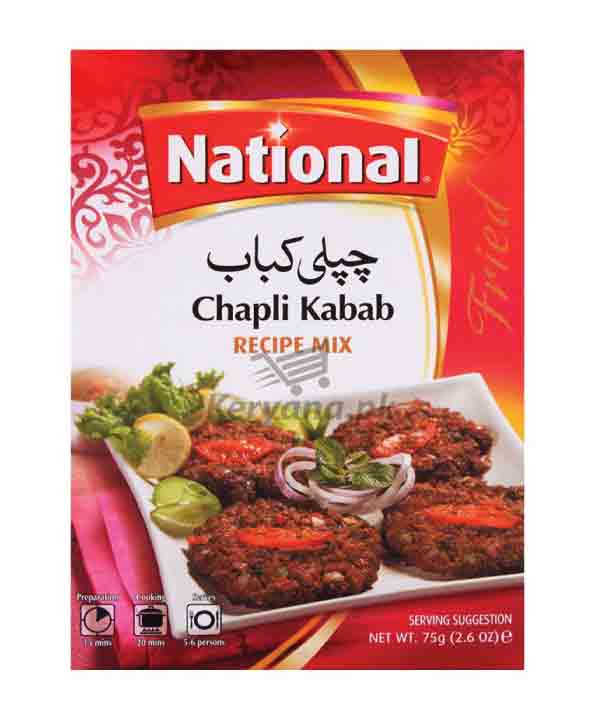 National®
چپلی کباب
Chapli Kabab
RECIPE MIX
Fried
Keryana.pk
Preparation
15 mins
Cooking
20 mins
Serves
5-6 persons
SERVING SUGGESTION
NET WT. 75g (2.6 OZ) ℮